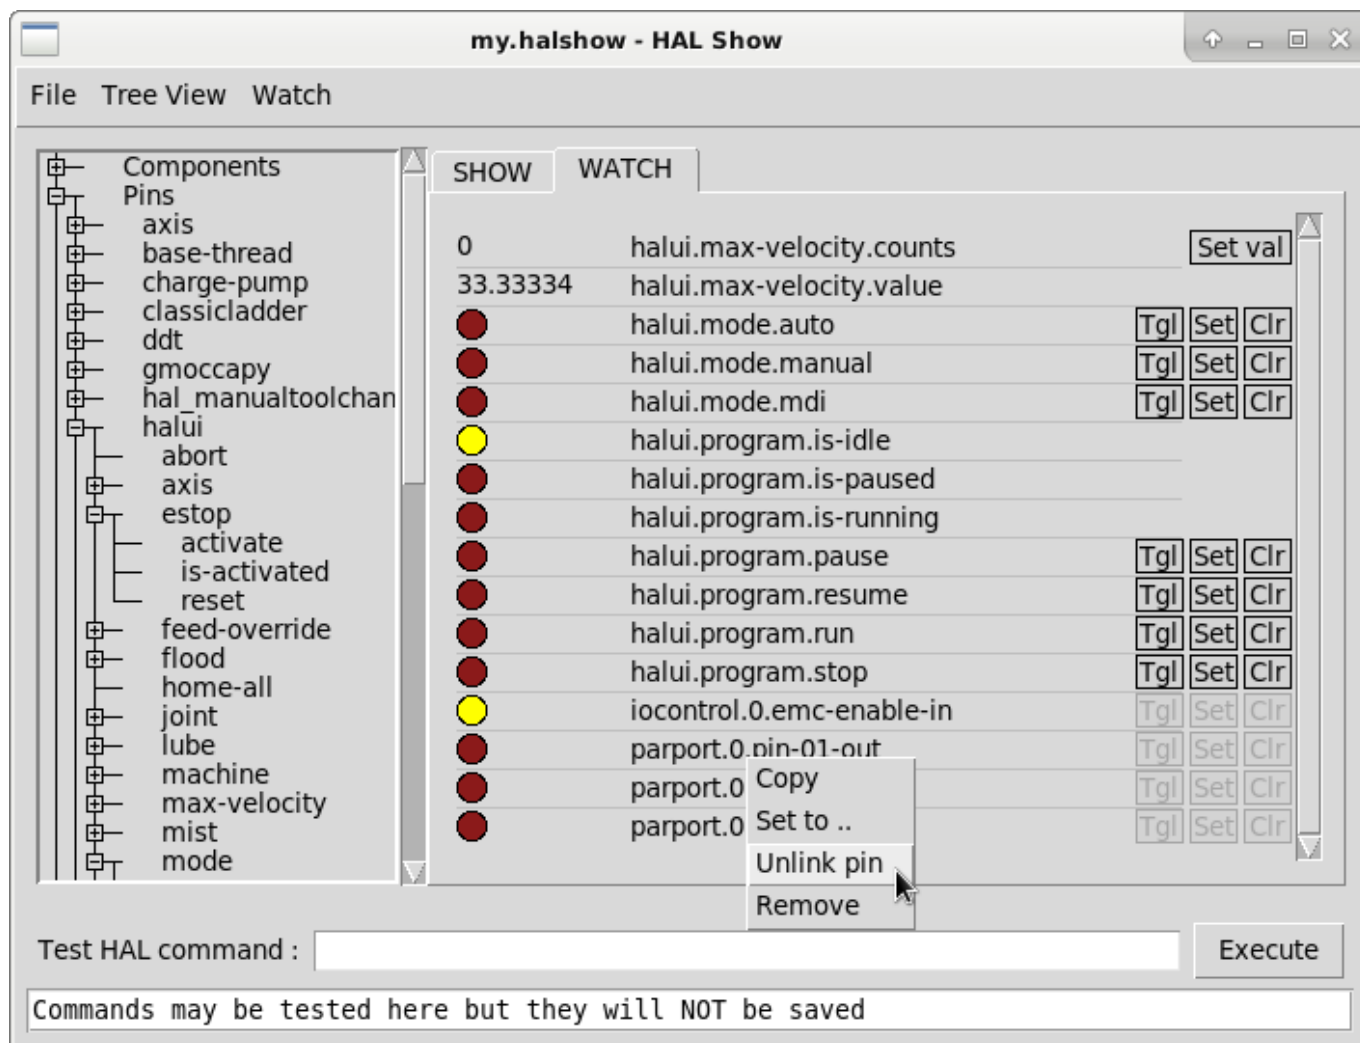 my.halshow - HAL Show
File Tree View Watch
Components
Pins
axis
base-thread
charge-pump
classicladder
ddt
gmoccapy
hal_manualtoolchan
halui
abort
axis
estop
activate
is-activated
reset
feed-override
flood
home-all
joint
lube
machine
max-velocity
mist
mode
SHOW WATCH
0 halui.max-velocity.counts Set val
33.33334 halui.max-velocity.value
halui.mode.auto Tgl Set Clr
halui.mode.manual Tgl Set Clr
halui.mode.mdi Tgl Set Clr
halui.program.is-idle
halui.program.is-paused
halui.program.is-running
halui.program.pause Tgl Set Clr
halui.program.resume Tgl Set Clr
halui.program.run Tgl Set Clr
halui.program.stop Tgl Set Clr
iocontrol.0.emc-enable-in Tgl Set Clr
parport.0.pin-01-out Tgl Set Clr
parport.0 Tgl Set Clr
parport.0 Tgl Set Clr
Copy
Set to ..
Unlink pin
Remove
Test HAL command : Execute
Commands may be tested here but they will NOT be saved